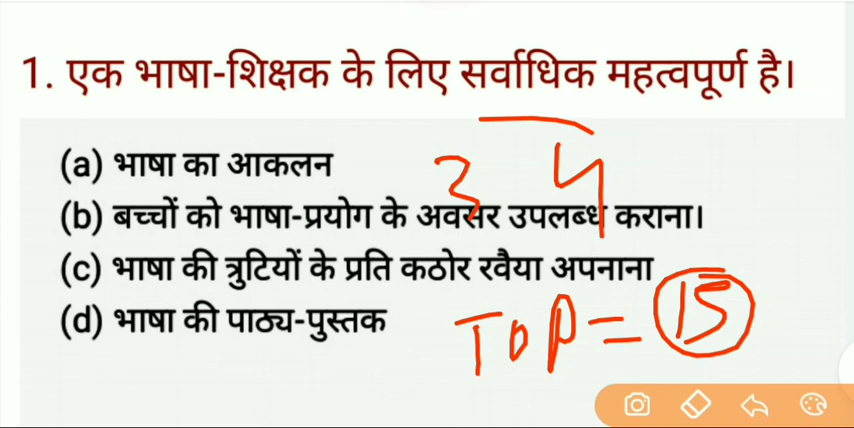 1. एक भाषा-शिक्षक के लिए सर्वाधिक महत्वपूर्ण है।
(a) भाषा का आकलन
3 4
(b) बच्चों को भाषा-प्रयोग के अवसर उपलब्ध कराना।
(c) भाषा की त्रुटियों के प्रति कठोर रवैया अपनाना
(d) भाषा की पाठ्य-पुस्तक
TOP = 15